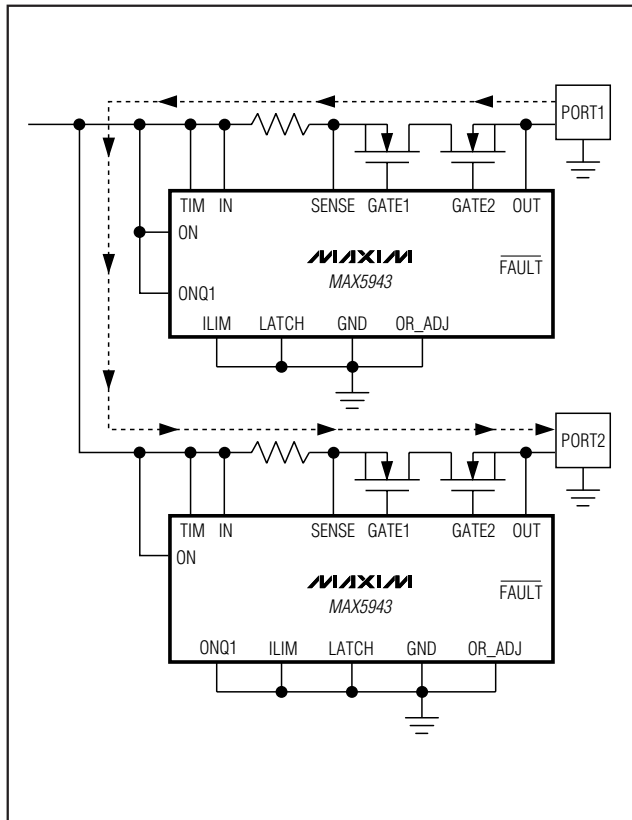 PORT1
TIM IN SENSE GATE1 GATE2 OUT
ON
MAXIM FAULT
MAX5943
ONQ1
ILIM LATCH GND OR_ADJ
PORT2
TIM IN SENSE GATE1 GATE2 OUT
ON
MAXIM FAULT
MAX5943
ONQ1 ILIM LATCH GND OR_ADJ